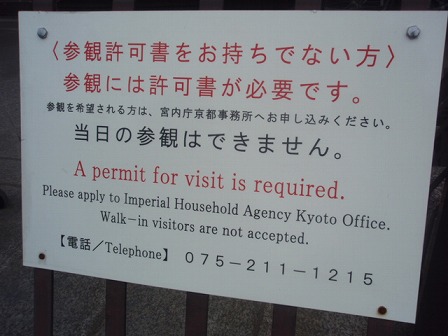 〈参観許可書をお持ちでない方〉
参観には許可書が必要です。
参観を希望される方は、宮内庁京都事務所へお申し込みください。
当日の参観はできません。
A permit for visit is required.
Please apply to Imperial Household Agency Kyoto Office.
Walk-in visitors are not accepted.
【電話／Telephone】 075-211-1215